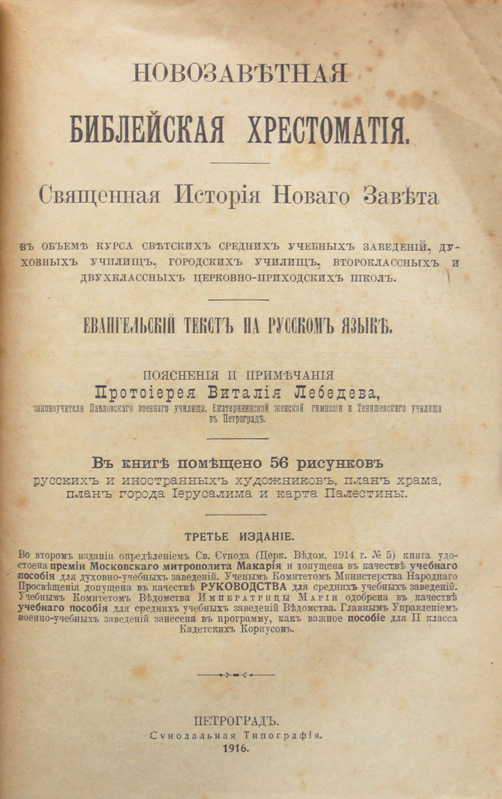 НОВОЗАВѢТНАЯ
БИБЛЕЙСКАЯ ХРЕСТОМАТІЯ.
Священная Исторія Новаго Завѣта
въ объемѣ курса свѣтскихъ среднихъ учебныхъ заведеній, ду-
ховныхъ училищъ, городскихъ училищъ, второклассныхъ и
двухклассныхъ церковно-приходскихъ школъ.
ЕВАНГЕЛЬСКІЙ ТЕКСТЪ НА РУССКОМЪ ЯЗЫКѢ.
ПОЯСНЕНІЯ И ПРИМѢЧАНІЯ
Протоіерея Виталія Лебедева,
законоучителя Павловскаго военнаго училища, Екатерининской женской гимназіи и Тенишевскаго училища
въ Петроградѣ.
Въ книгѣ помѣщено 56 рисунковъ
русскихъ и иностранныхъ художниковъ, планъ храма,
планъ города Іерусалима и карта Палестины.
ТРЕТЬЕ ИЗДАНІЕ.
Во второмъ изданіи опредѣленіемъ Св. Сѵнода (Церк. Вѣдом. 1914 г. № 5) книга удо-
стоена преміи Московскаго митрополита Макарія и допущена въ качествѣ учебнаго
пособія для духовно-учебныхъ заведеній. Ученымъ Комитетомъ Министерства Народнаго
Просвѣщенія допущена въ качествѣ РУКОВОДСТВА для среднихъ учебныхъ заведеній.
Учебнымъ Комитетомъ Вѣдомства Императрицы Маріи одобрена въ качествѣ
учебнаго пособія для среднихъ учебныхъ заведеній Вѣдомства. Главнымъ Управленіемъ
военно-учебныхъ заведеній занесена въ программу, какъ важное пособіе для II класса
Кадетскихъ Корпусовъ.
ПЕТРОГРАДЪ.
Сѵнодальная Типографія.
1916.